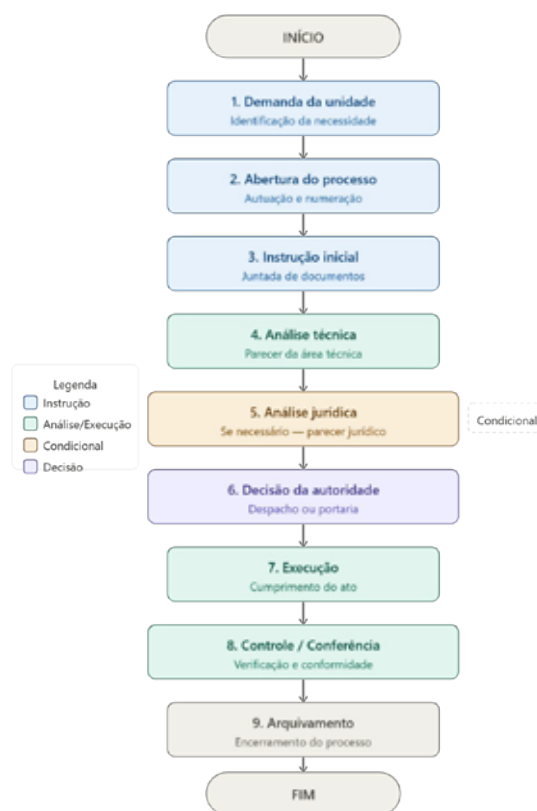 INÍCIO
1. Demanda da unidade
Identificação da necessidade
2. Abertura do processo
Autuação e numeração
3. Instrução inicial
Juntada de documentos
4. Análise técnica
Parecer da área técnica
Legenda
Instrução
Análise/Execução
Condicional
Decisão
5. Análise jurídica
Se necessário — parecer jurídico
Condicional
6. Decisão da autoridade
Despacho ou portaria
7. Execução
Cumprimento do ato
8. Controle / Conferência
Verificação e conformidade
9. Arquivamento
Encerramento do processo
FIM